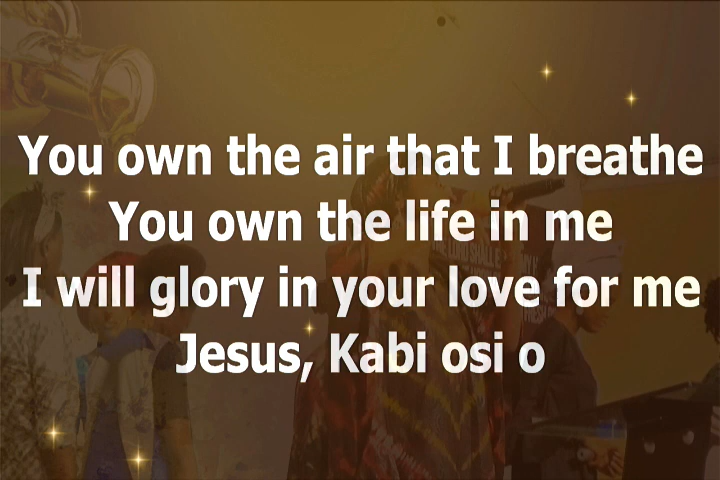 You own the air that I breathe
You own the life in me
I will glory in your love for me
Jesus, Kabi osi o